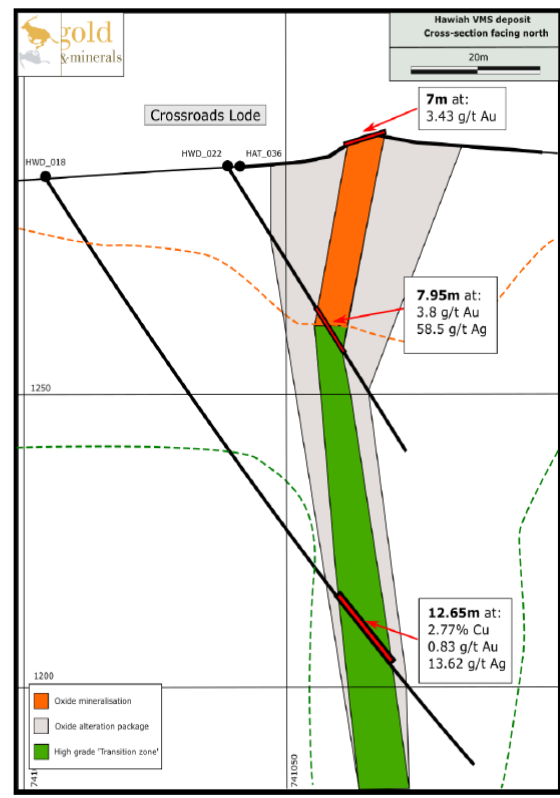 gold
& minerals
Hawiah VMS deposit
Cross-section facing north
20m
Crossroads Lode
7m at:
3.43 g/t Au
HWD_018
HWD_022
HAT_036
7.95m at:
3.8 g/t Au
58.5 g/t Ag
1250
12.65m at:
2.77% Cu
0.83 g/t Au
13.62 g/t Ag
1200
Oxide mineralisation
Oxide alteration package
High grade 'Transition zone'
741050